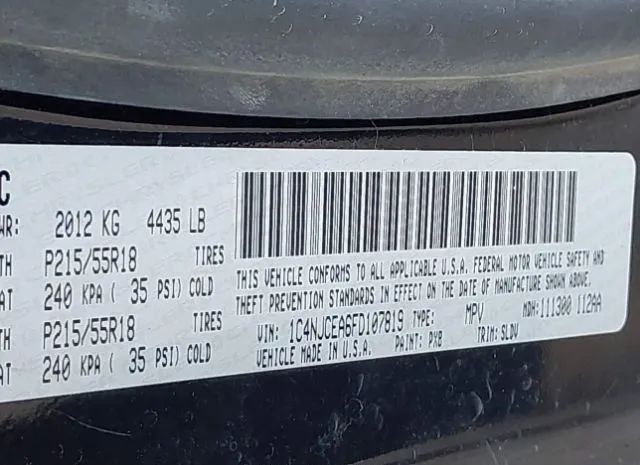 C
WR: 2012 KG 4435 LB
TH P215/55R18 TIRES
AT 240 KPA ( 35 PSI) COLD
TH P215/55R18 TIRES
AT 240 KPA ( 35 PSI) COLD
THIS VEHICLE CONFORMS TO ALL APPLICABLE U.S.A. FEDERAL MOTOR VEHICLE SAFETY AND
THEFT PREVENTION STANDARDS IN EFFECT ON THE DATE OF MANUFACTURE SHOWN ABOVE.
VIN: 1C4NJCEA6FD107819 TYPE: MPV MDH: 111300 112AA
VEHICLE MADE IN U.S.A. PAINT: PX8 TRIM: SLDV